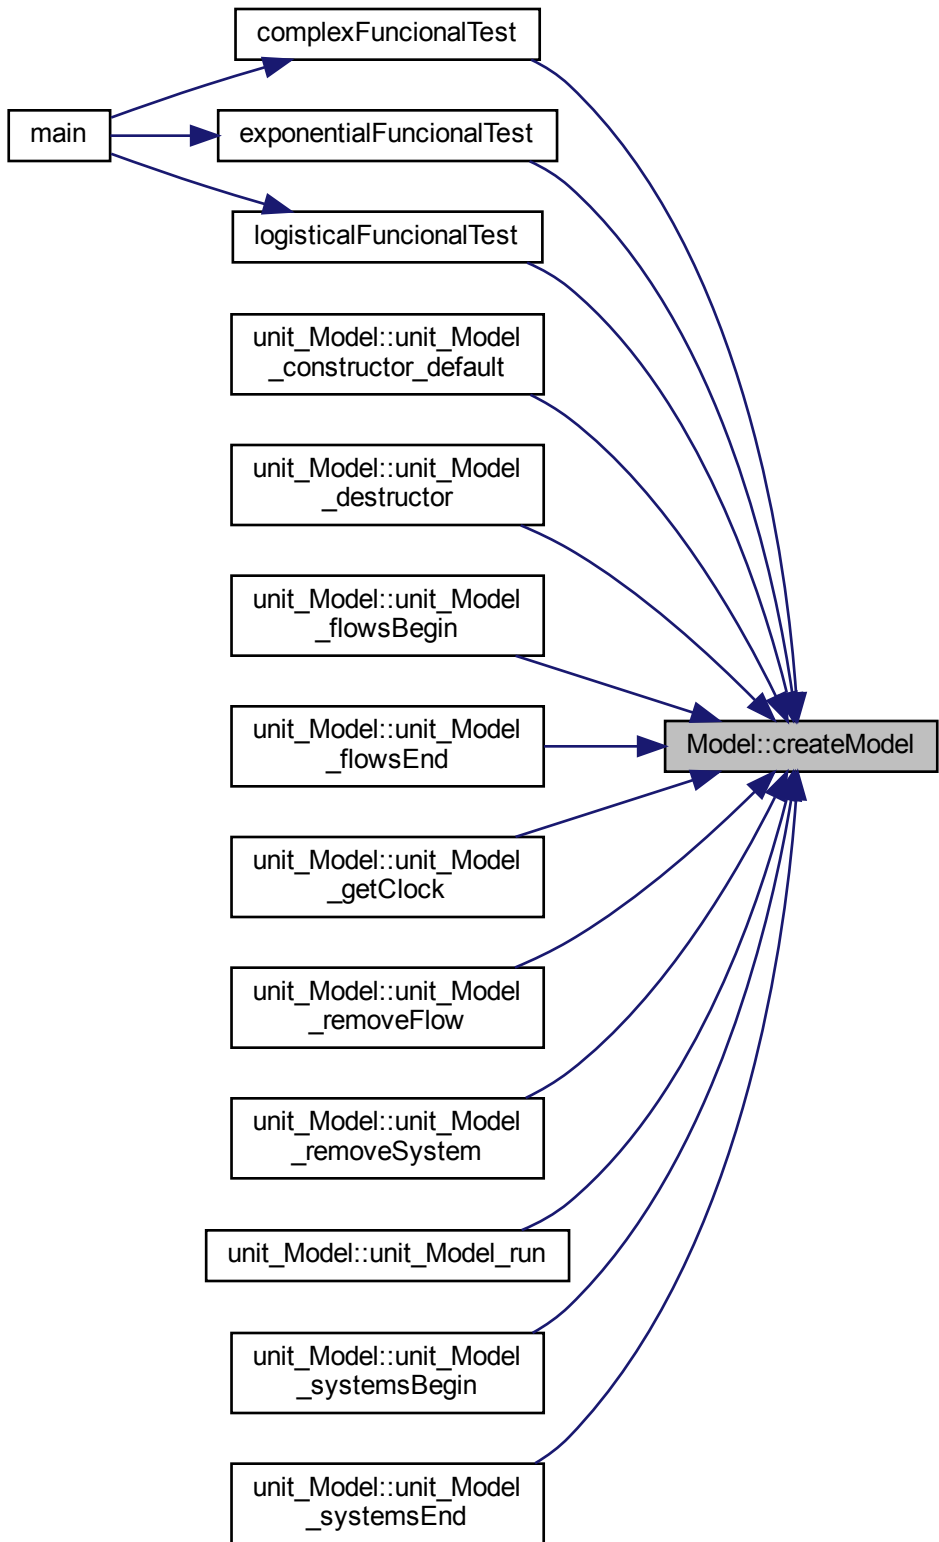 complexFuncionalTest
main
exponentialFuncionalTest
logisticalFuncionalTest
unit_Model::unit_Model
_constructor_default
unit_Model::unit_Model
_destructor
unit_Model::unit_Model
_flowsBegin
unit_Model::unit_Model
_flowsEnd
Model::createModel
unit_Model::unit_Model
_getClock
unit_Model::unit_Model
_removeFlow
unit_Model::unit_Model
_removeSystem
unit_Model::unit_Model_run
unit_Model::unit_Model
_systemsBegin
unit_Model::unit_Model
_systemsEnd